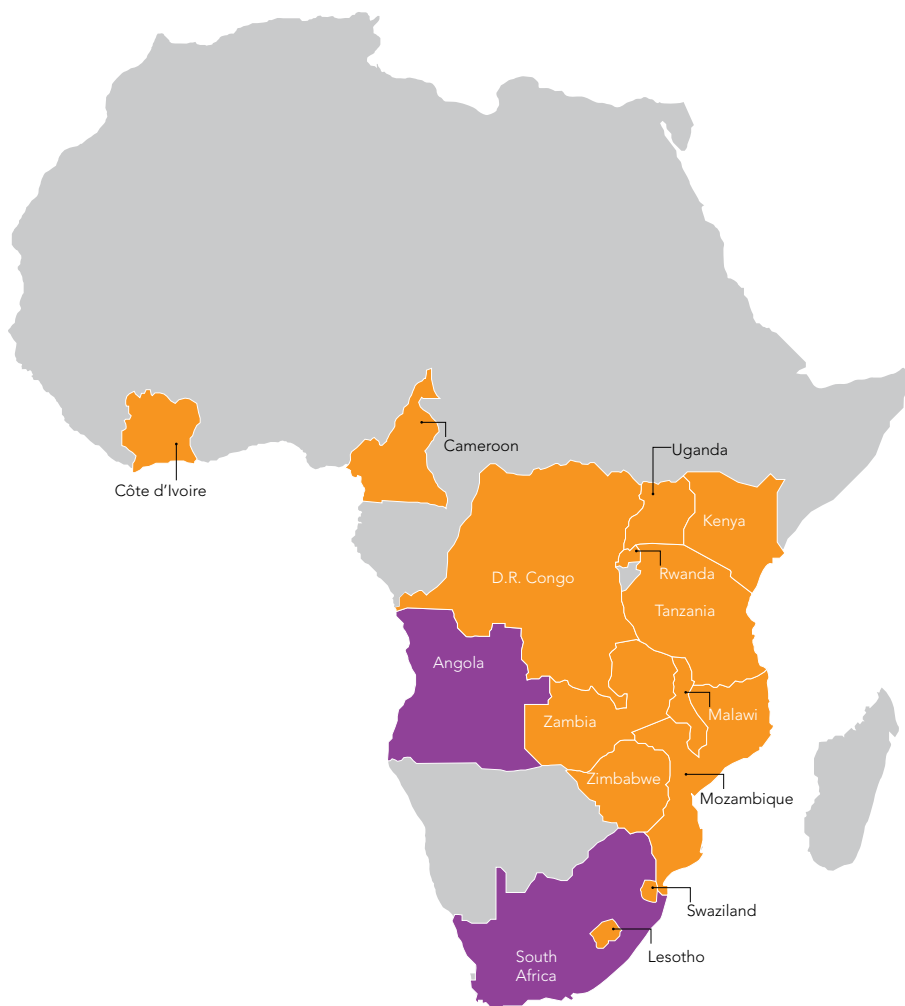 Cameroon
Uganda
Côte d’Ivoire
Kenya
D.R. Congo
Rwanda
Tanzania
Angola
Malawi
Zambia
Zimbabwe
Mozambique
Swaziland
South
Africa
Lesotho